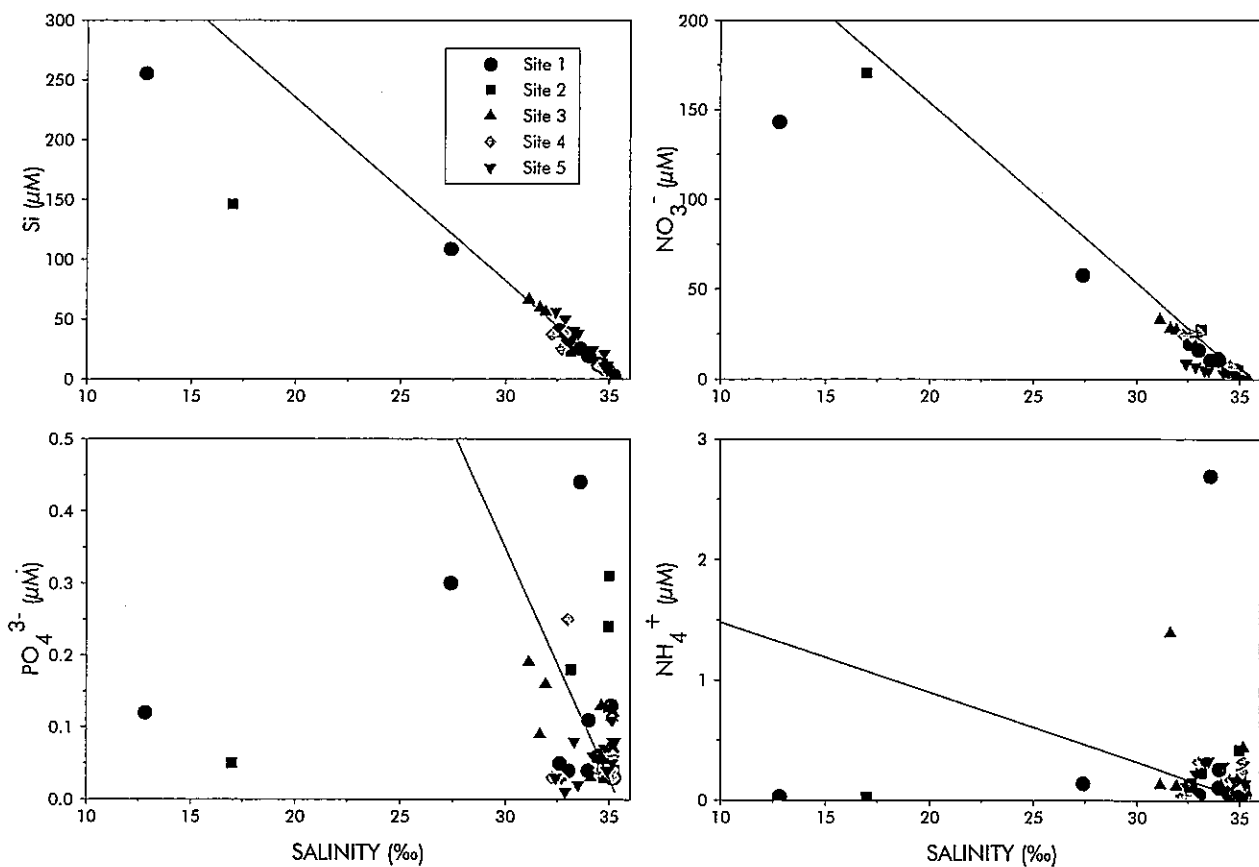 300
250
200
150
100
50
0
Si (µM)
10 15 20 25 30 35
Site 1
Site 2
Site 3
Site 4
Site 5
200
150
100
50
0
NO3- (µM)
10 15 20 25 30 35
0.5
0.4
0.3
0.2
0.1
0.0
PO4 3- (µM)
10 15 20 25 30 35
SALINITY (‰)
3
2
1
0
NH4+ (µM)
10 15 20 25 30 35
SALINITY (‰)